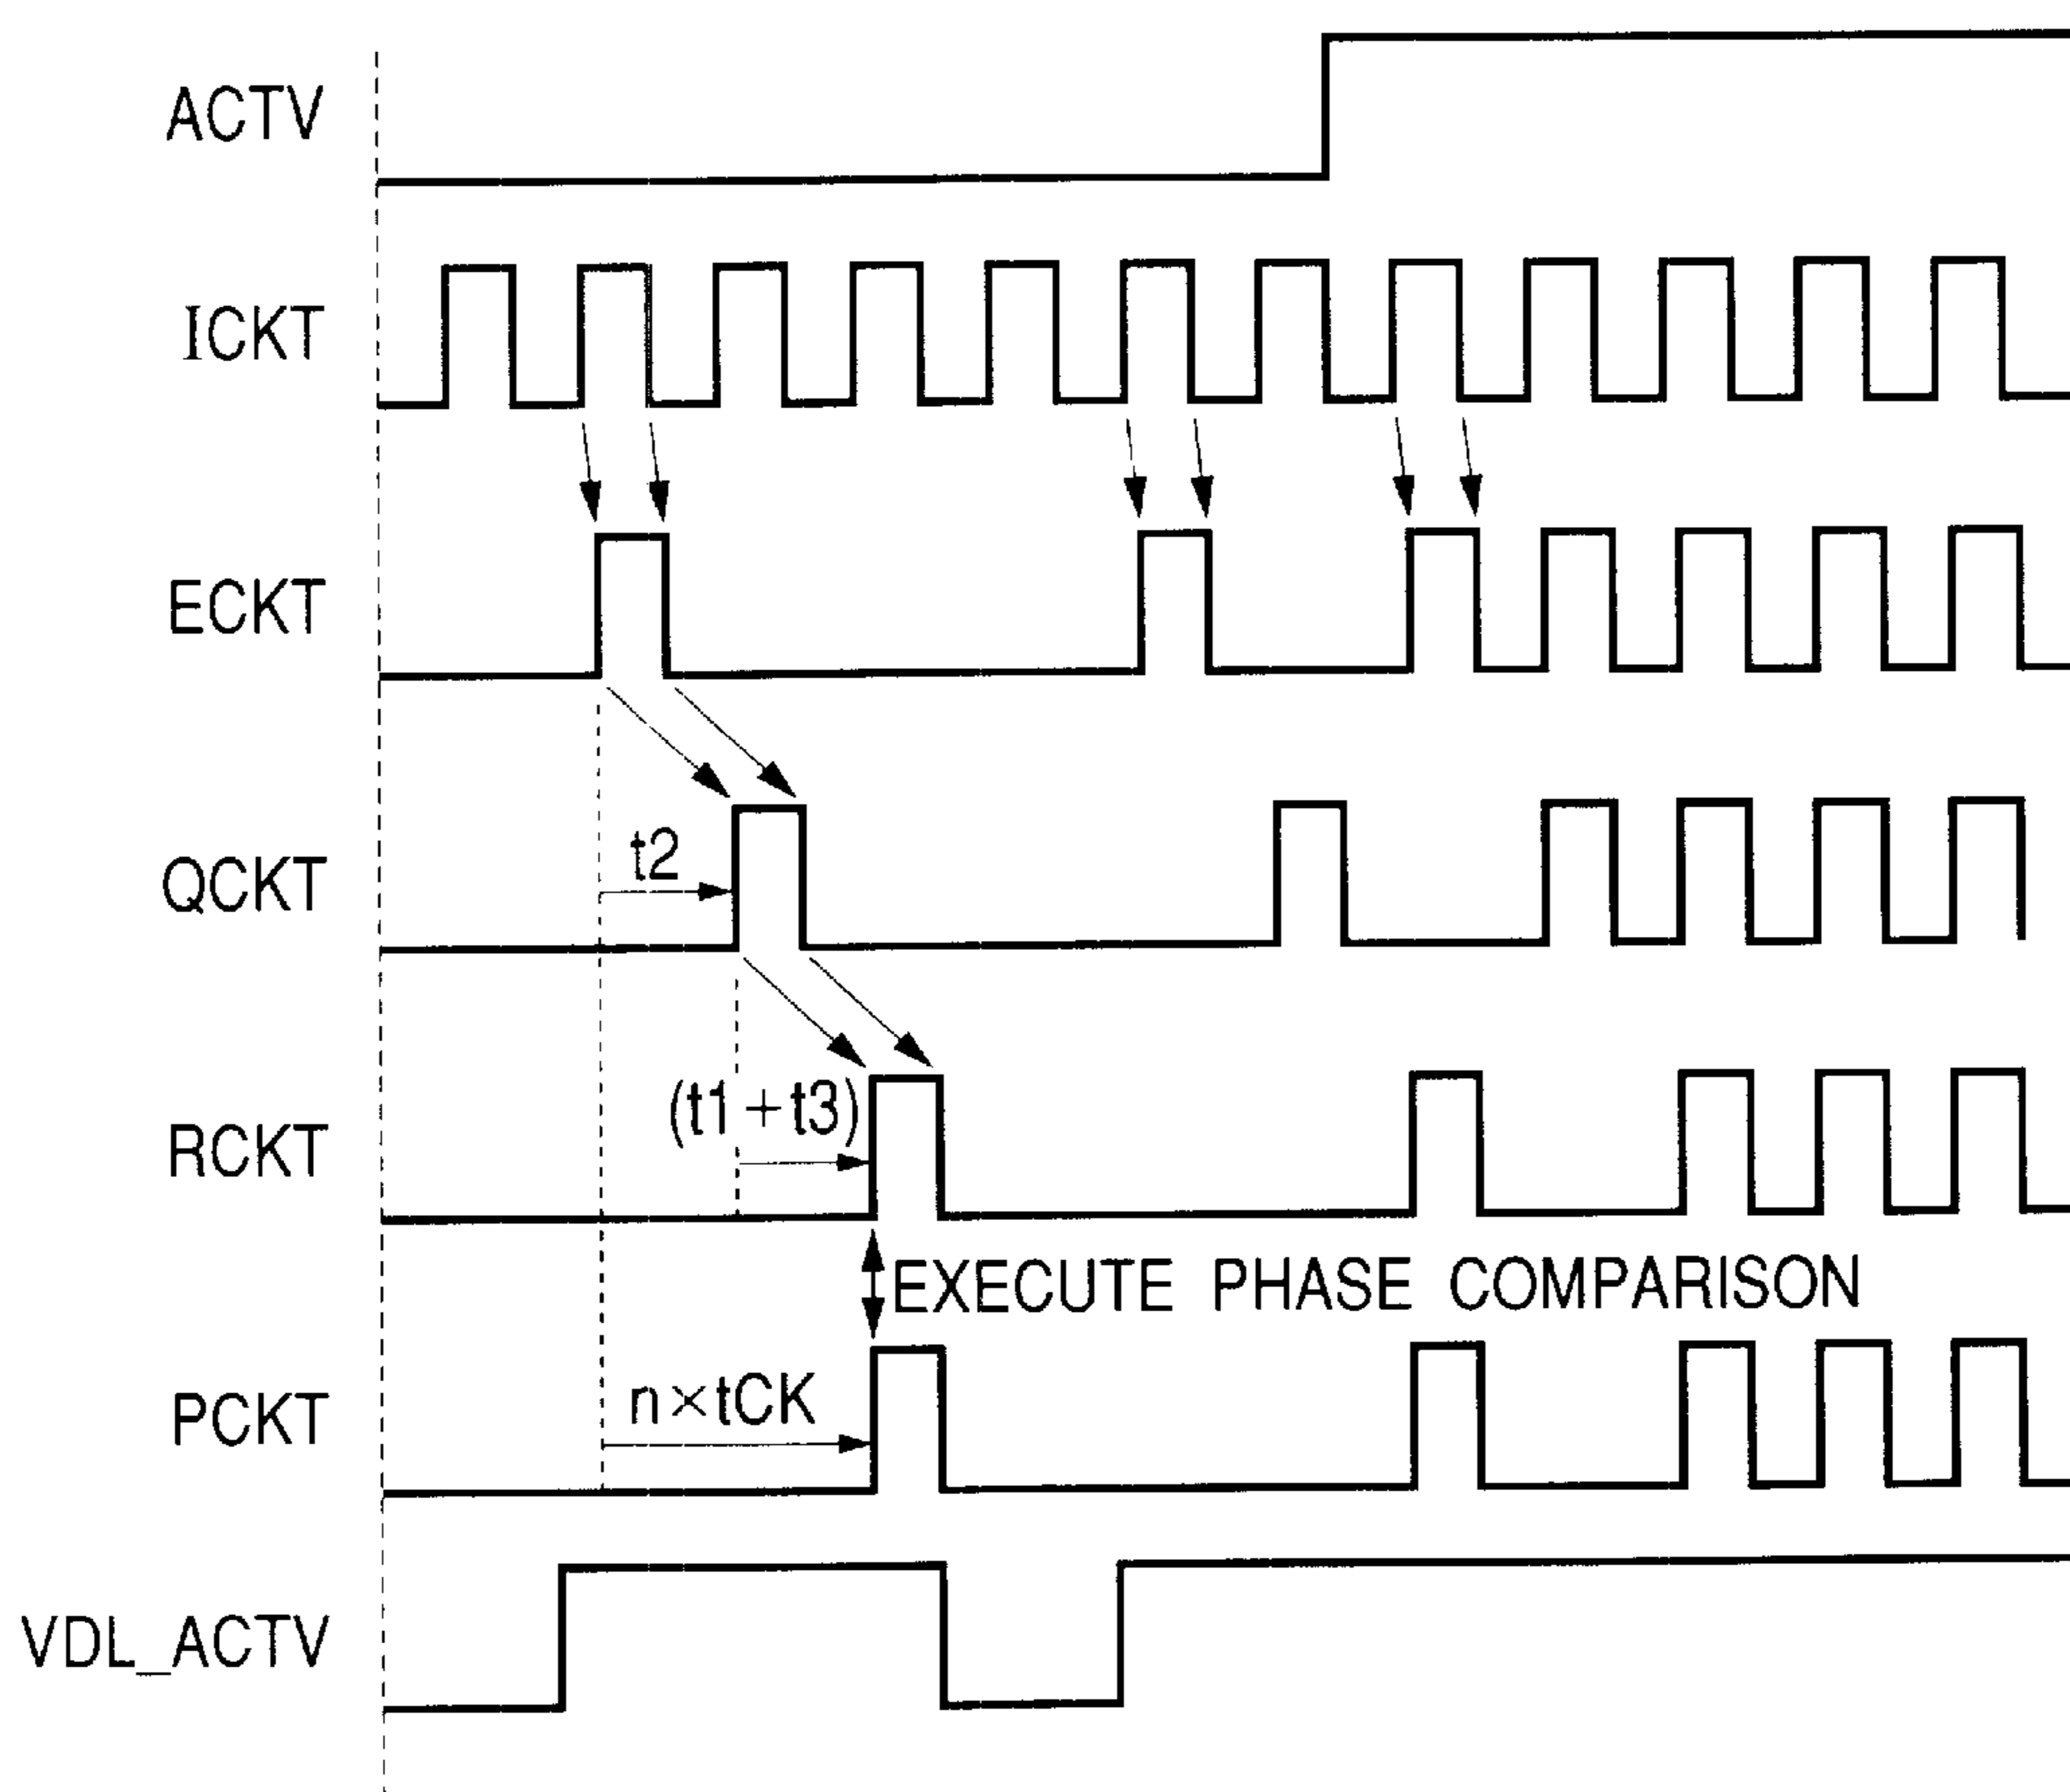 ACTV
ICKT
ECKT
t2
QCKT
(t1+t3)
RCKT
EXECUTE PHASE COMPARISON
n×tCK
PCKT
VDL_ACTV